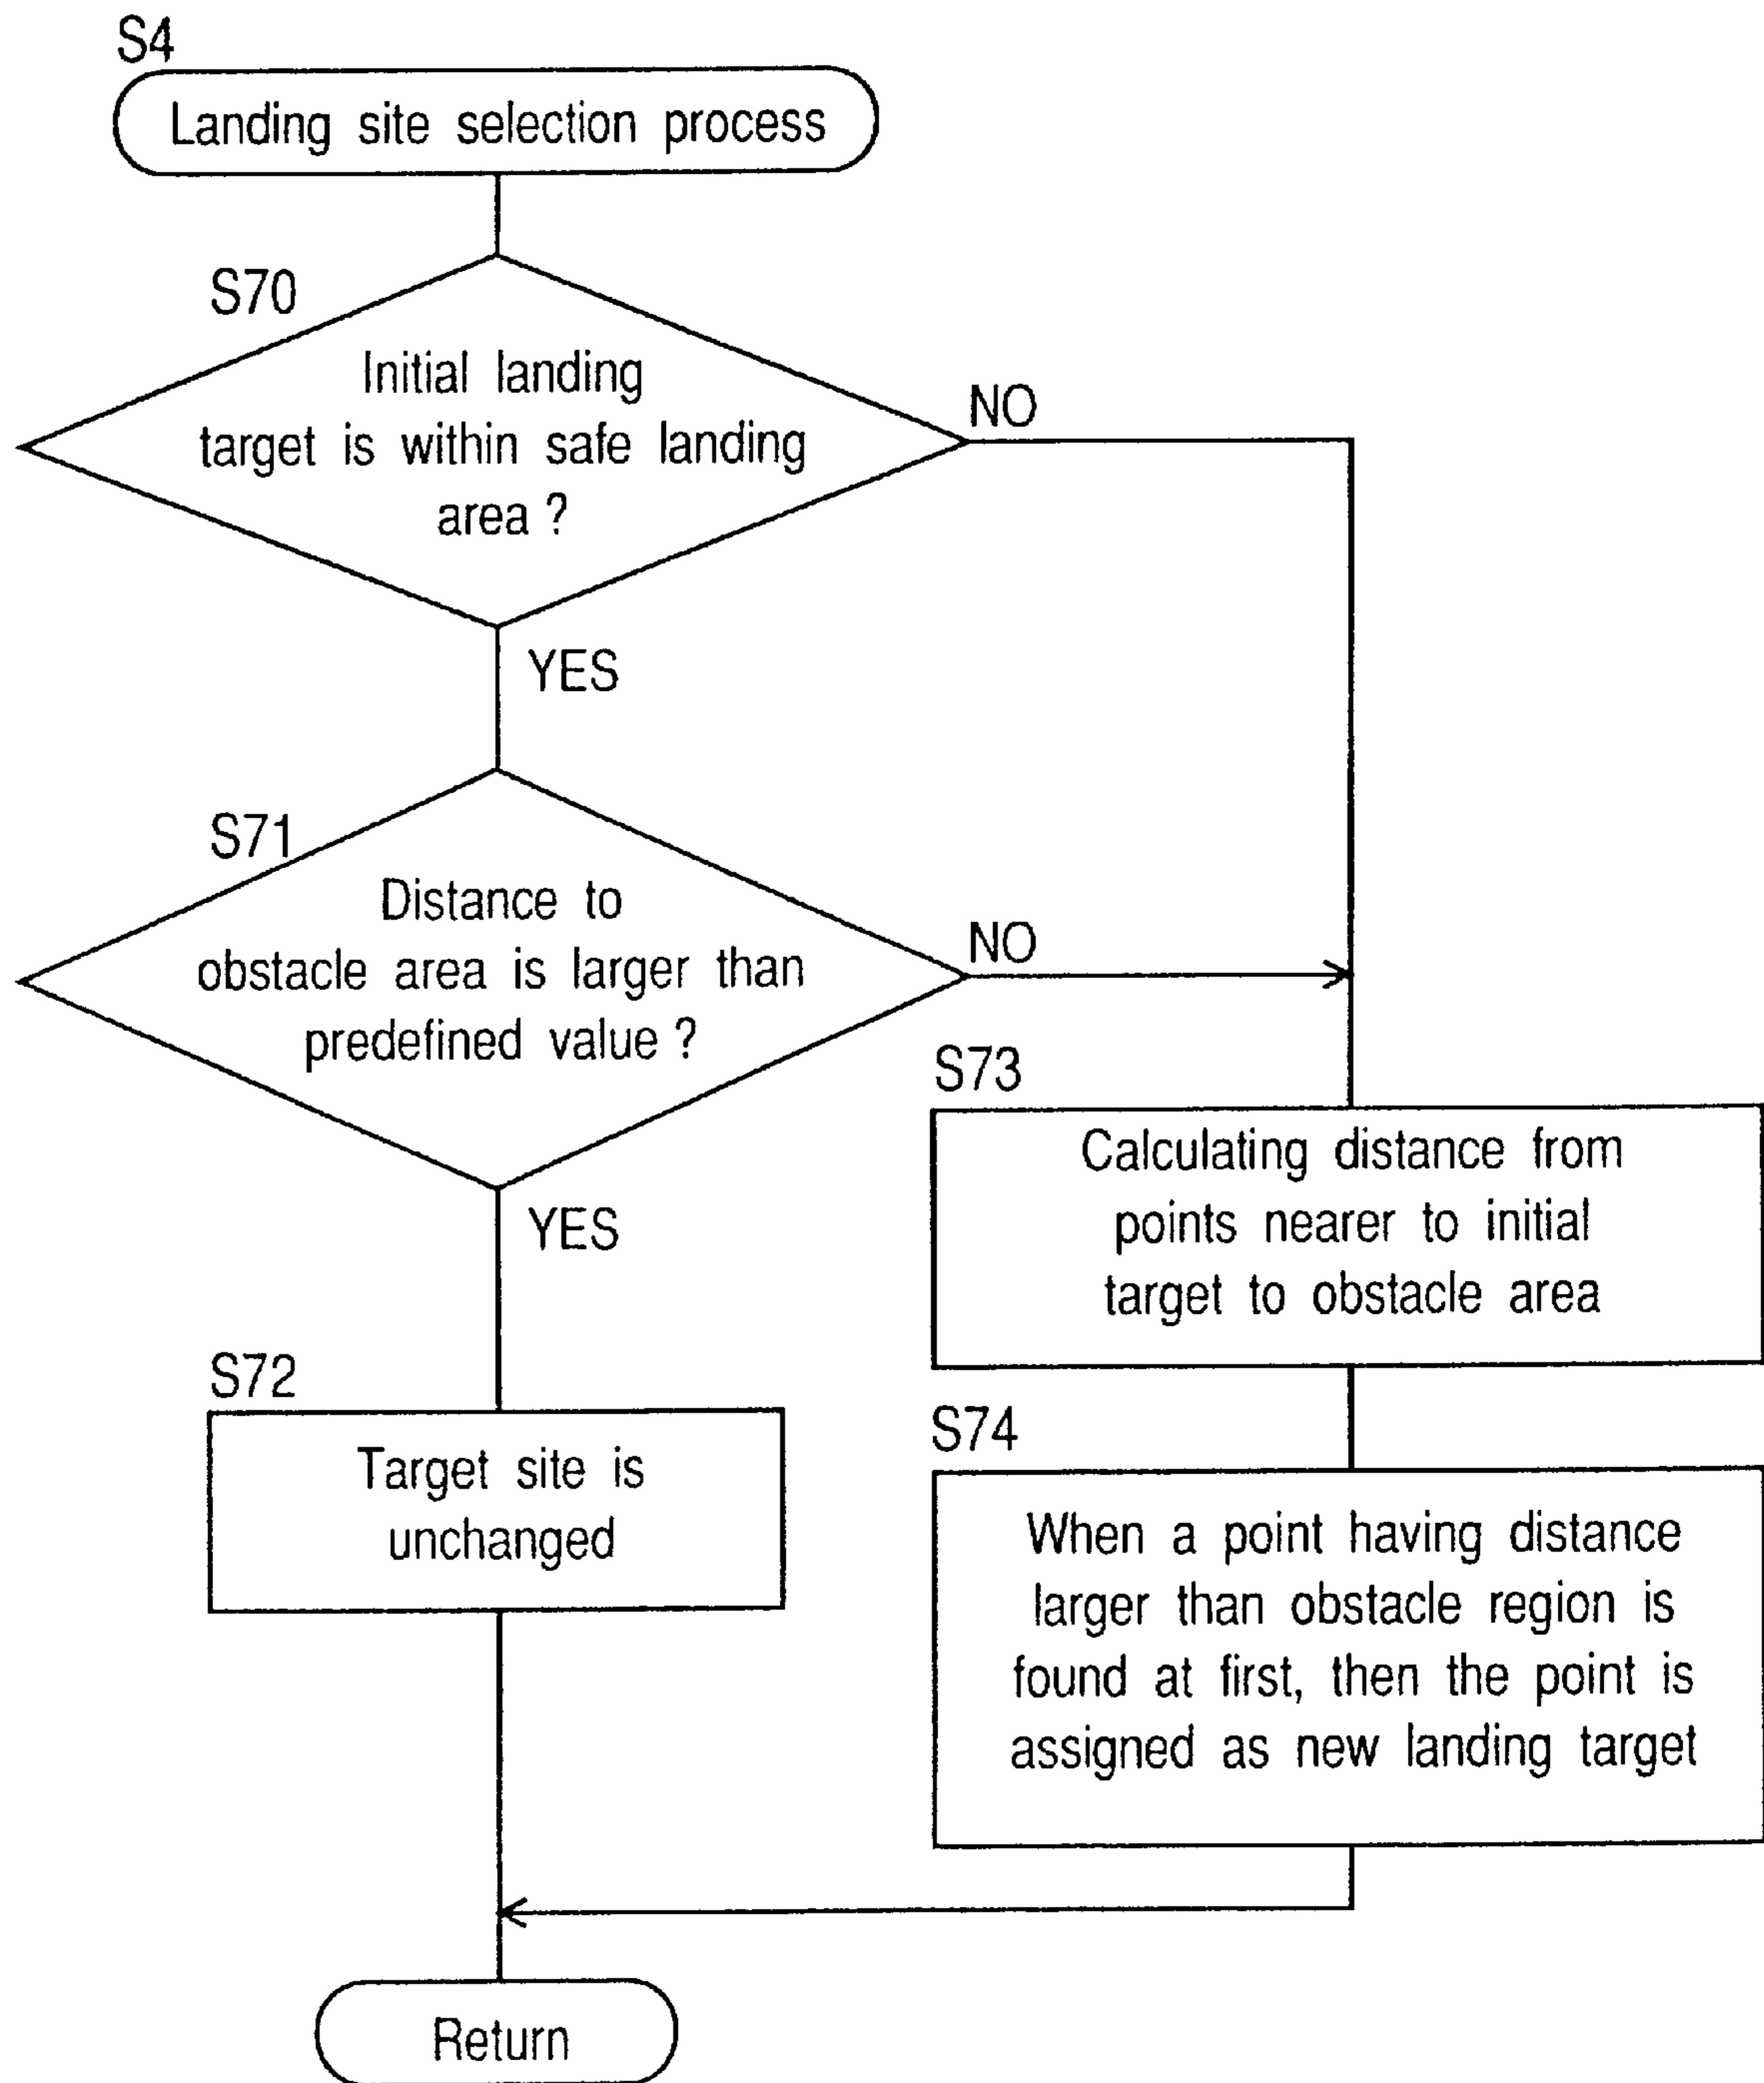 S4
Landing site selection process
S70
Initial landing
target is within safe landing
area ?
NO
YES
S71
Distance to
obstacle area is larger than
predefined value ?
NO
YES
S73
Calculating distance from
points nearer to initial
target to obstacle area
S72
Target site is
unchanged
S74
When a point having distance
larger than obstacle region is
found at first, then the point is
assigned as new landing target
Return